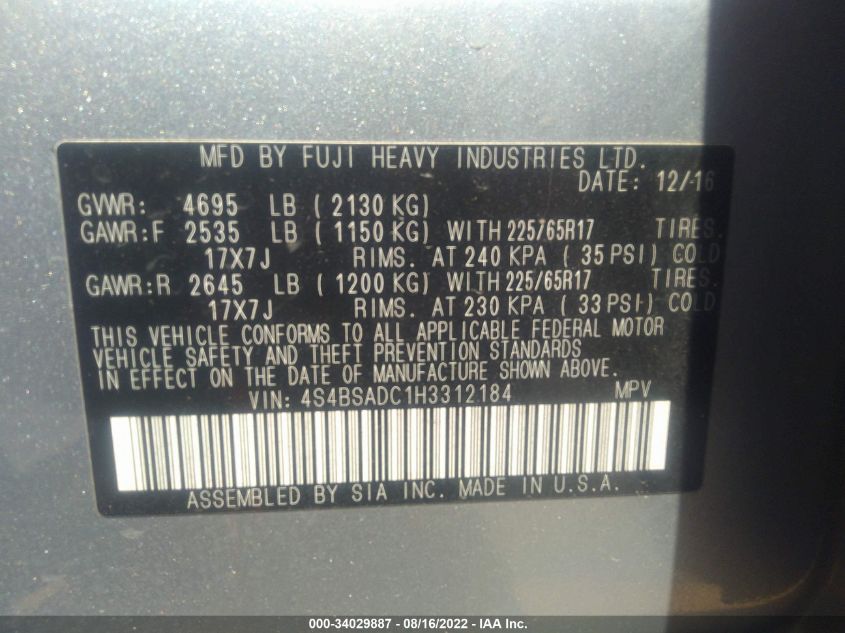 MFD BY FUJI HEAVY INDUSTRIES LTD.
DATE: 12/-16
GVWR: 4695 LB ( 2130 KG)
GAWR:F 2535 LB ( 1150 KG) WITH 225/65R17 TIRES.
17X7J RIMS. AT 240 KPA ( 35 PSI) COLD
GAWR:R 2645 LB ( 1200 KG) WITH 225/65R17 TIRES.
17X7J RIMS. AT 230 KPA ( 33 PSI) COLD
THIS VEHICLE CONFORMS TO ALL APPLICABLE FEDERAL MOTOR
VEHICLE SAFETY AND THEFT PREVENTION STANDARDS
IN EFFECT ON THE DATE OF MANUFACTURE SHOWN ABOVE.
VIN: 4S4BSADC1H3312184 MPV
ASSEMBLED BY SIA INC. MADE IN U.S.A.
000-34029887 - 08/16/2022 - IAA Inc.